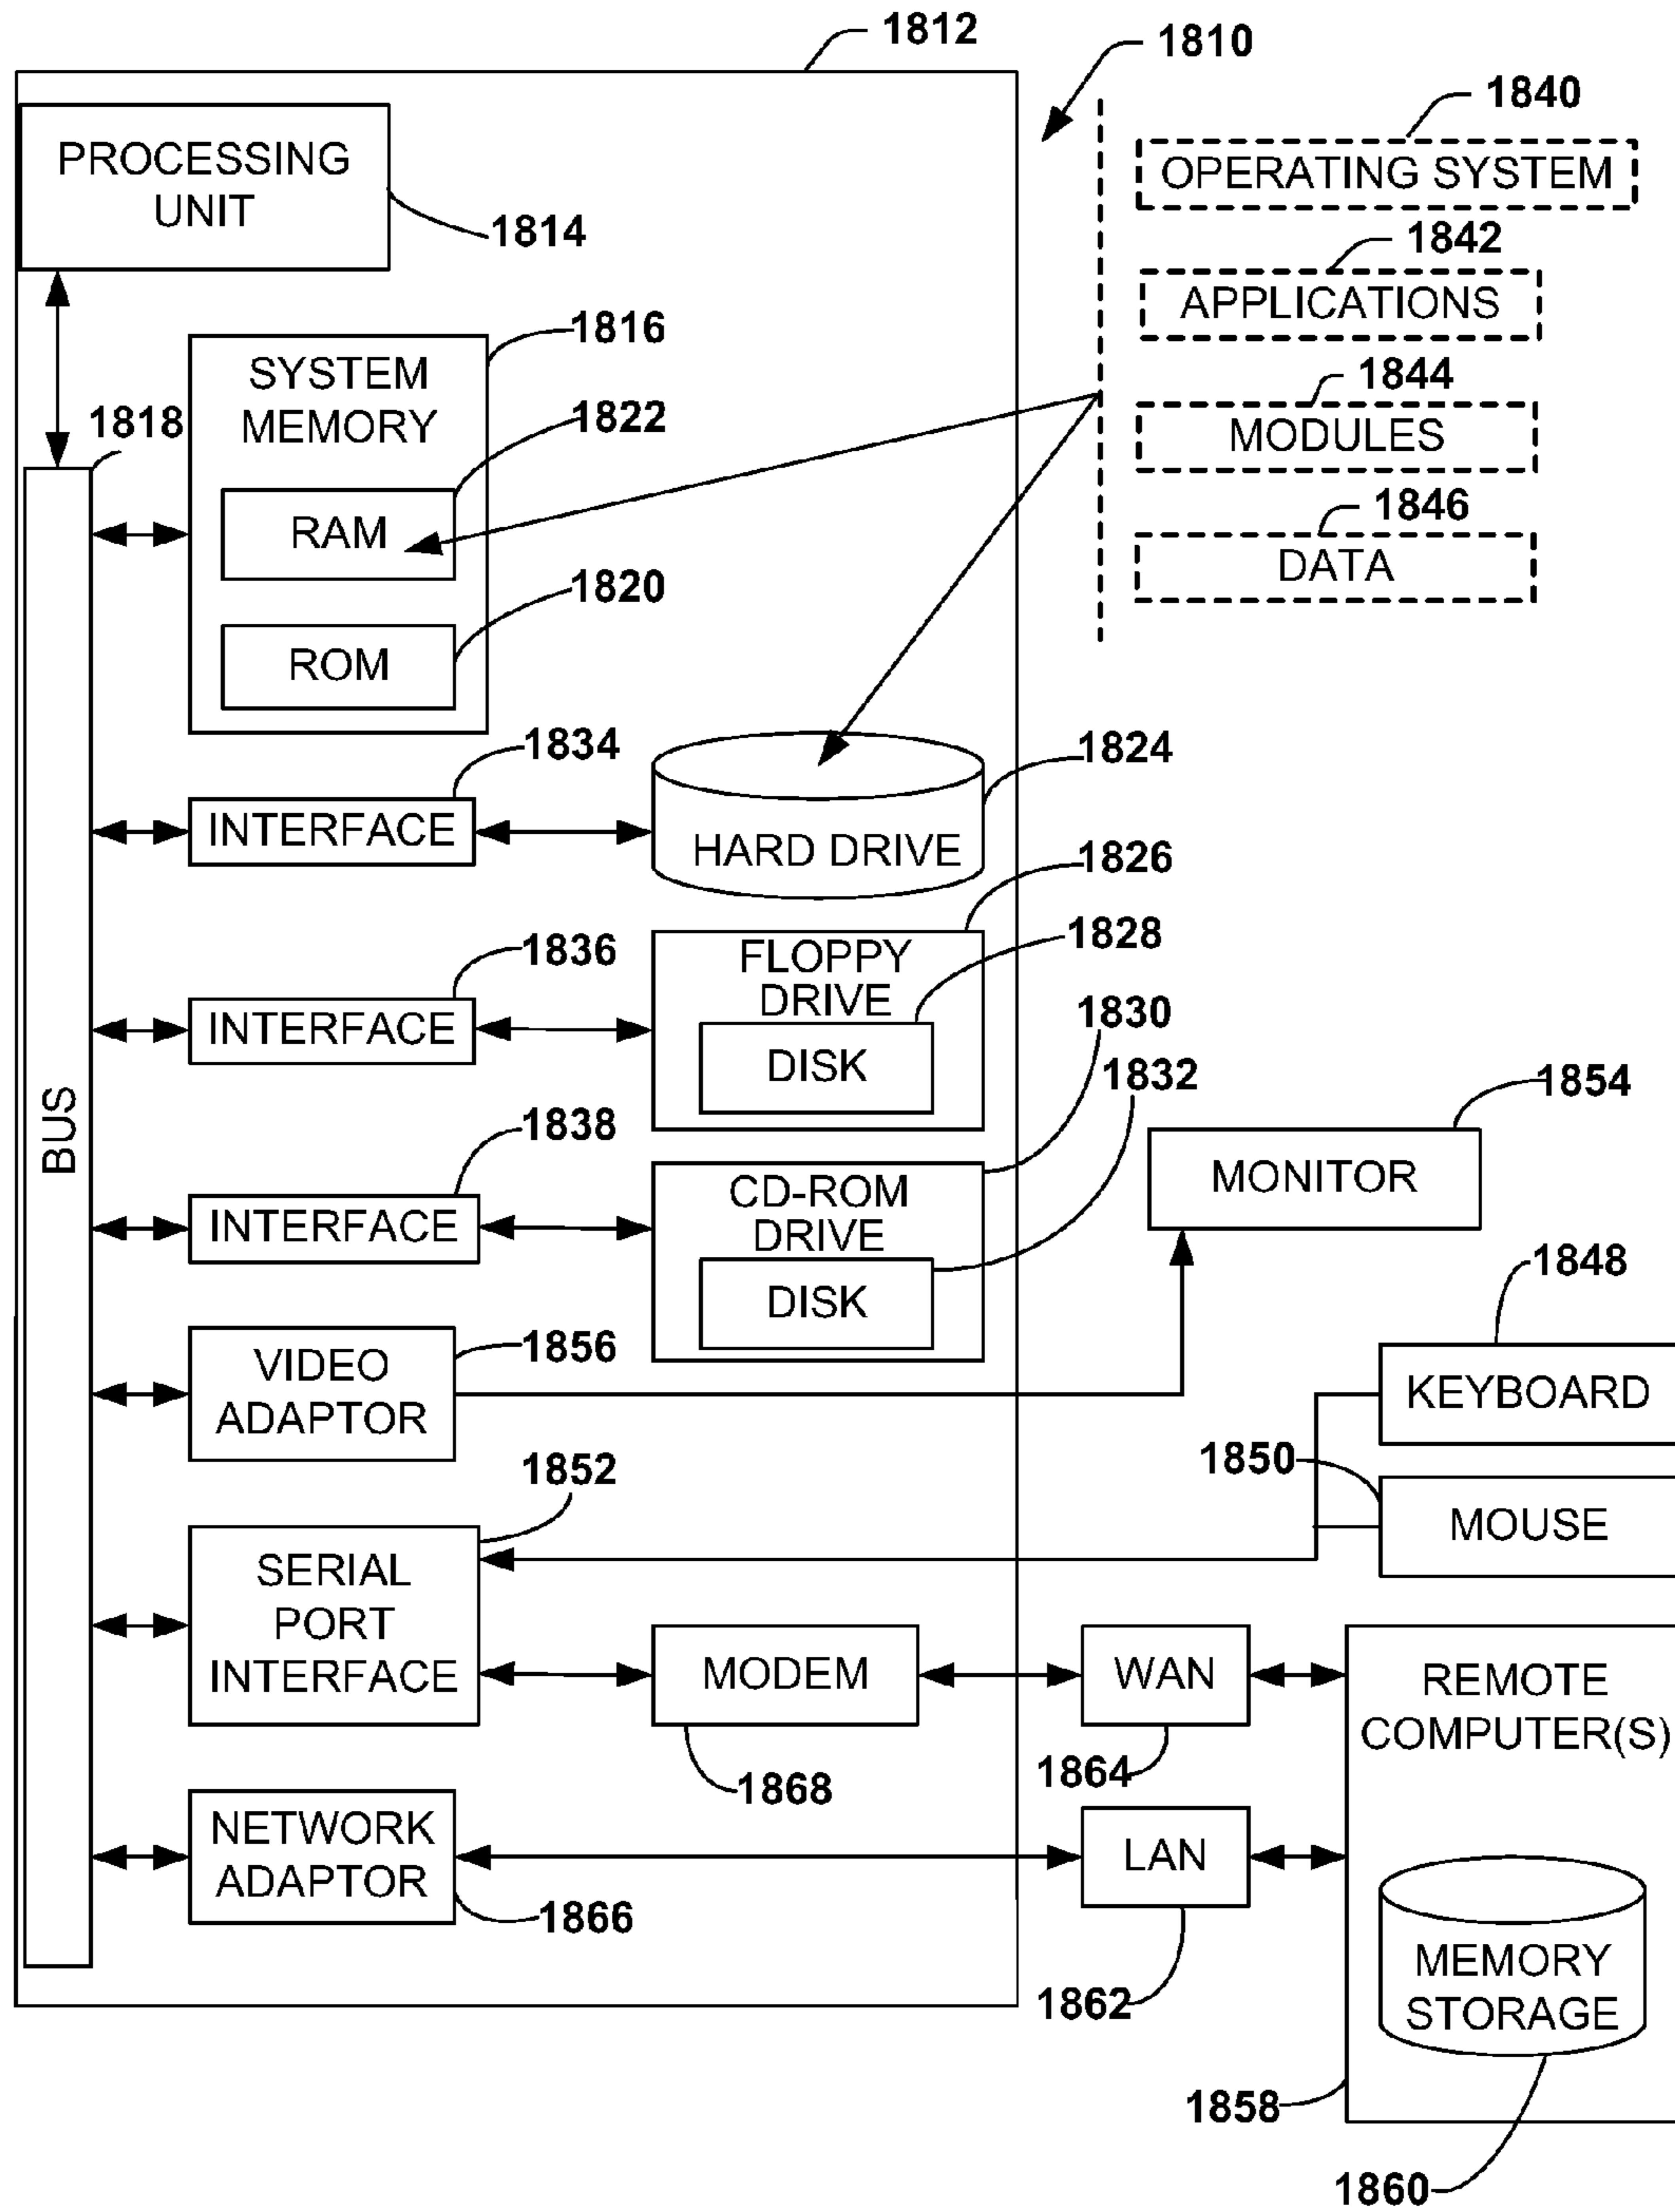 1812
1810
1840
OPERATING SYSTEM
PROCESSING
UNIT
1814
1842
APPLICATIONS
1816
SYSTEM
MEMORY
1844
MODULES
1818
1822
RAM
1846
DATA
1820
ROM
1834
INTERFACE
1824
HARD DRIVE
1826
1836
INTERFACE
FLOPPY
DRIVE
1828
DISK
1830
1832
1854
MONITOR
BUS
1838
INTERFACE
CD-ROM
DRIVE
DISK
1848
KEYBOARD
1856
VIDEO
ADAPTOR
1850
MOUSE
1852
SERIAL
PORT
INTERFACE
MODEM
1868
WAN
1864
REMOTE
COMPUTER(S)
NETWORK
ADAPTOR
1866
LAN
1862
MEMORY
STORAGE
1858
1860